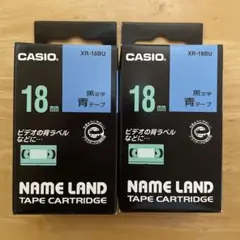 CASIO
XR-18BU
18mm
黒文字
青テープ
ビデオの背ラベル
などに…
NAME LAND
TAPE CARTRIDGE
CASIO
XR-18BU
18mm
黒文字
青テープ
ビデオの背ラベル
などに…
NAME LAND
TAPE CARTRIDGE